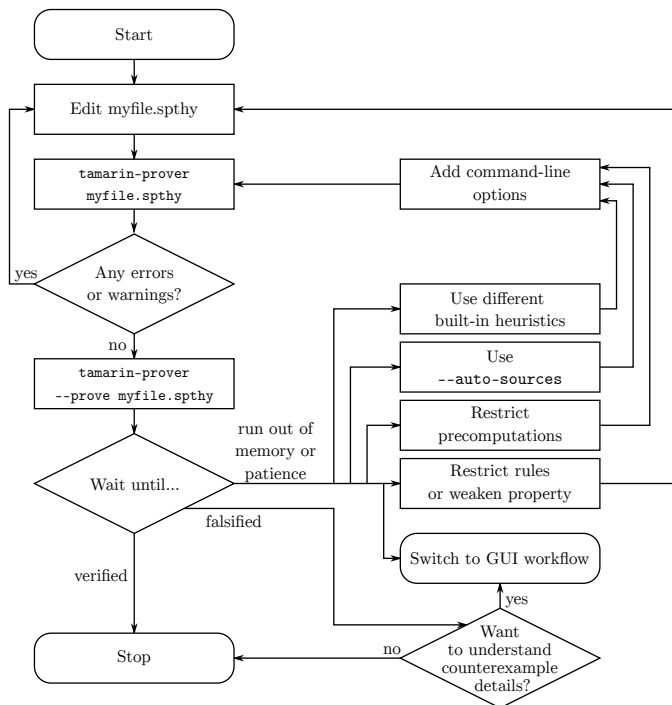 Start
Edit myfile.spthy
tamarin-prover
myfile.spthy
Add command-line
options
yes
Any errors
or warnings?
Use different
built-in heuristics
no
tamarin-prover
--prove myfile.spthy
Use
--auto-sources
Restrict
precomputations
run out of
memory or
patience
Wait until...
Restrict rules
or weaken property
falsified
Switch to GUI workflow
verified
yes
Stop
no
Want
to understand
counterexample
details?